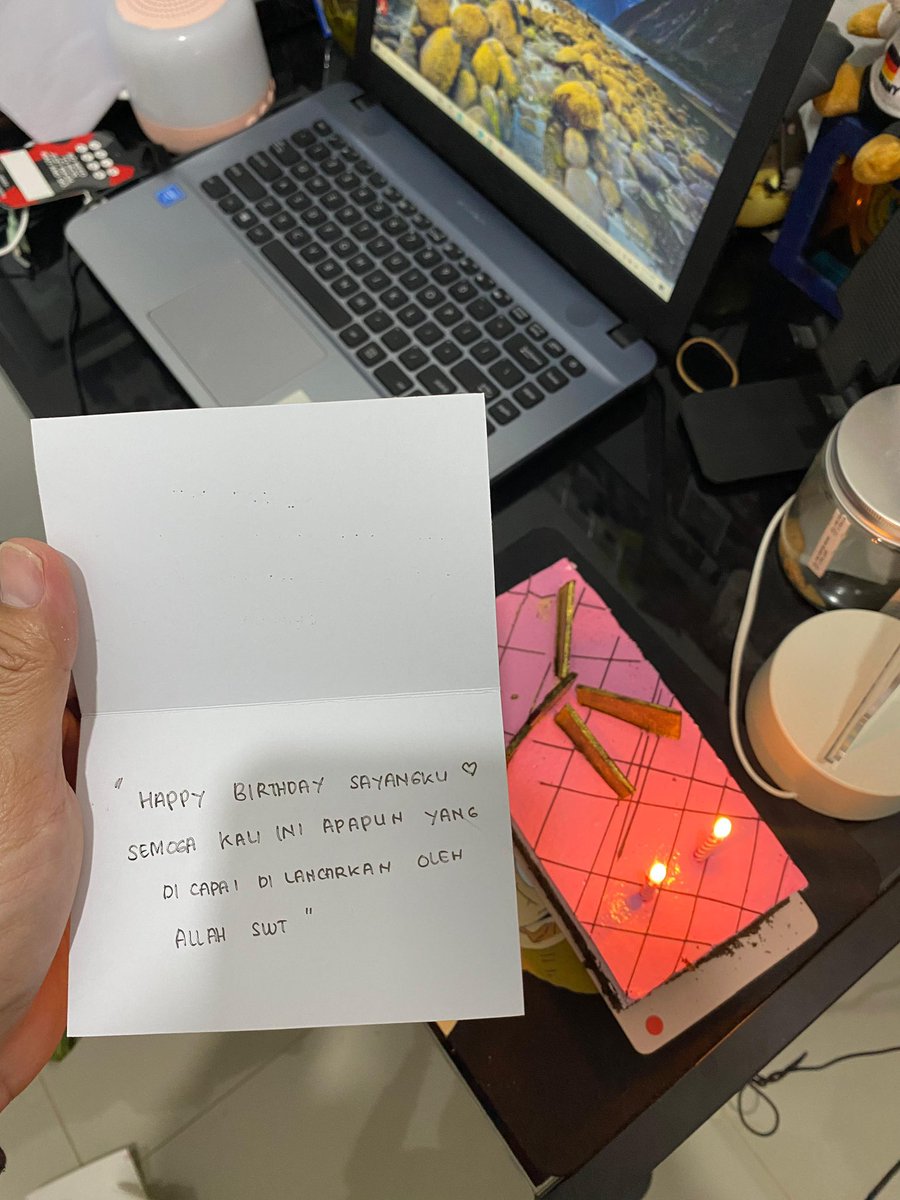 " HAPPY BIRTHDAY SAYANGKU ♡
SEMOGA KALI INI APAPUN YANG
DI CAPAI DI LANCARKAN OLEH
ALLAH SWT "